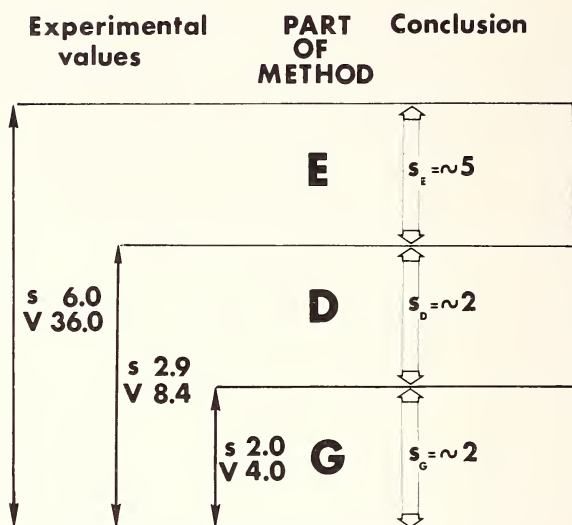 Experimental values
PART OF METHOD
Conclusion
E
s_E = ~5
s 6.0
V 36.0
D
s_D = ~2
s 2.9
V 8.4
s 2.0
V 4.0
G
s_G = ~2